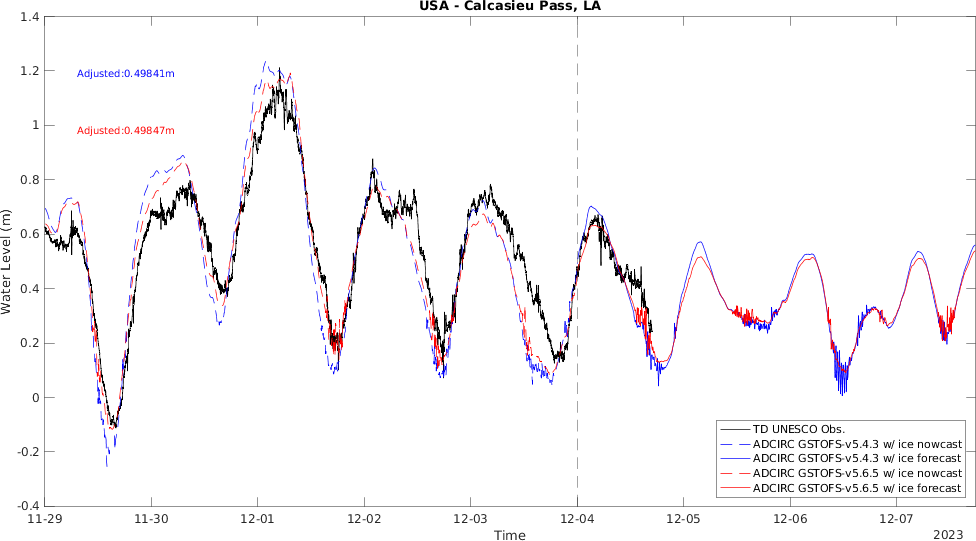 USA - Calcasieu Pass, LA
1.4
1.2
1
0.8
0.6
0.4
0.2
0
-0.2
-0.4
Water Level (m)
Adjusted:0.49841m
Adjusted:0.49847m
TD UNESCO Obs.
ADCIRC GSTOFS-v5.4.3 w/ ice nowcast
ADCIRC GSTOFS-v5.4.3 w/ ice forecast
ADCIRC GSTOFS-v5.6.5 w/ ice nowcast
ADCIRC GSTOFS-v5.6.5 w/ ice forecast
11-29 11-30 12-01 12-02 12-03 12-04 12-05 12-06 12-07
Time
2023